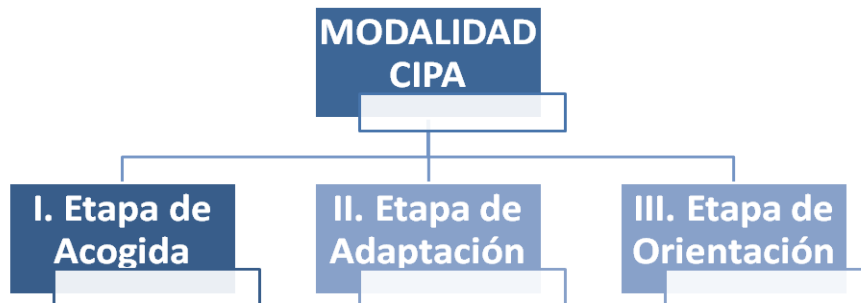 MODALIDAD
CIPA
I. Etapa de
Acogida
II. Etapa de
Adaptación
III. Etapa de
Orientación